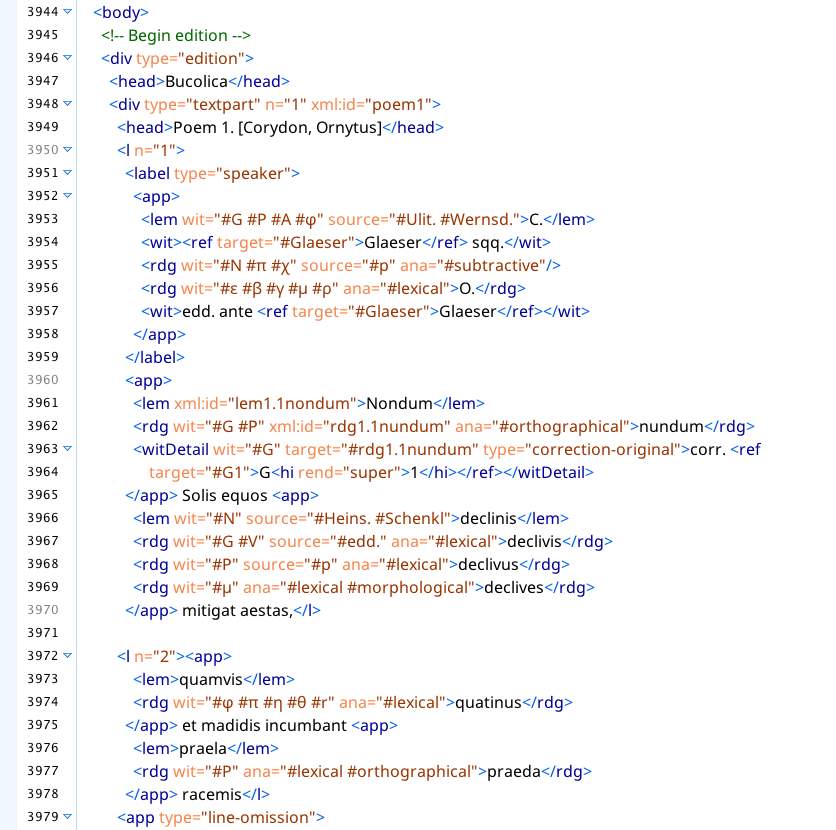 3944 <body>
3945 <!-- Begin edition -->
3946 <div type="edition">
3947 <head>Bucolica</head>
3948 <div type="textpart" n="1" xml:id="poem1">
3949 <head>Poem 1. [Corydon, Ornytus]</head>
3950 <l n="1">
3951 <label type="speaker">
3952 <app>
3953 <lem wit="#G #P #A #φ" source="#Ulit. #Wernsd.">C.</lem>
3954 <wit><ref target="#Glaeser">Glaeser</ref> sqq.</wit>
3955 <rdg wit="#N #π #χ" source="#p" ana="#subtractive"/>
3956 <rdg wit="#ε #β #γ #μ #ρ" ana="#lexical">O.</rdg>
3957 <wit>edd. ante <ref target="#Glaeser">Glaeser</ref></wit>
3958 </app>
3959 </label>
3960 <app>
3961 <lem xml:id="lem1.1nondum">Nondum</lem>
3962 <rdg wit="#G #P" xml:id="rdg1.1nundum" ana="#orthographical">nundum</rdg>
3963 <witDetail wit="#G" target="#rdg1.1nundum" type="correction-original">corr. <ref
3964 target="#G1">G<hi rend="super">1</hi></ref></witDetail>
3965 </app> Solis equos <app>
3966 <lem wit="#N" source="#Heins. #Schenkl">declinis</lem>
3967 <rdg wit="#G #V" source="#edd." ana="#lexical">declivis</rdg>
3968 <rdg wit="#P" source="#p" ana="#lexical">declivus</rdg>
3969 <rdg wit="#μ" ana="#lexical #morphological">declives</rdg>
3970 </app> mitigat aestas,</l>
3971
3972 <l n="2"><app>
3973 <lem>quamvis</lem>
3974 <rdg wit="#φ #π #η #θ #r" ana="#lexical">quatinus</rdg>
3975 </app> et madidis incumbant <app>
3976 <lem>praela</lem>
3977 <rdg wit="#P" ana="#lexical #orthographical">praeda</rdg>
3978 </app> racemis</l>
3979 <app type="line-omission">